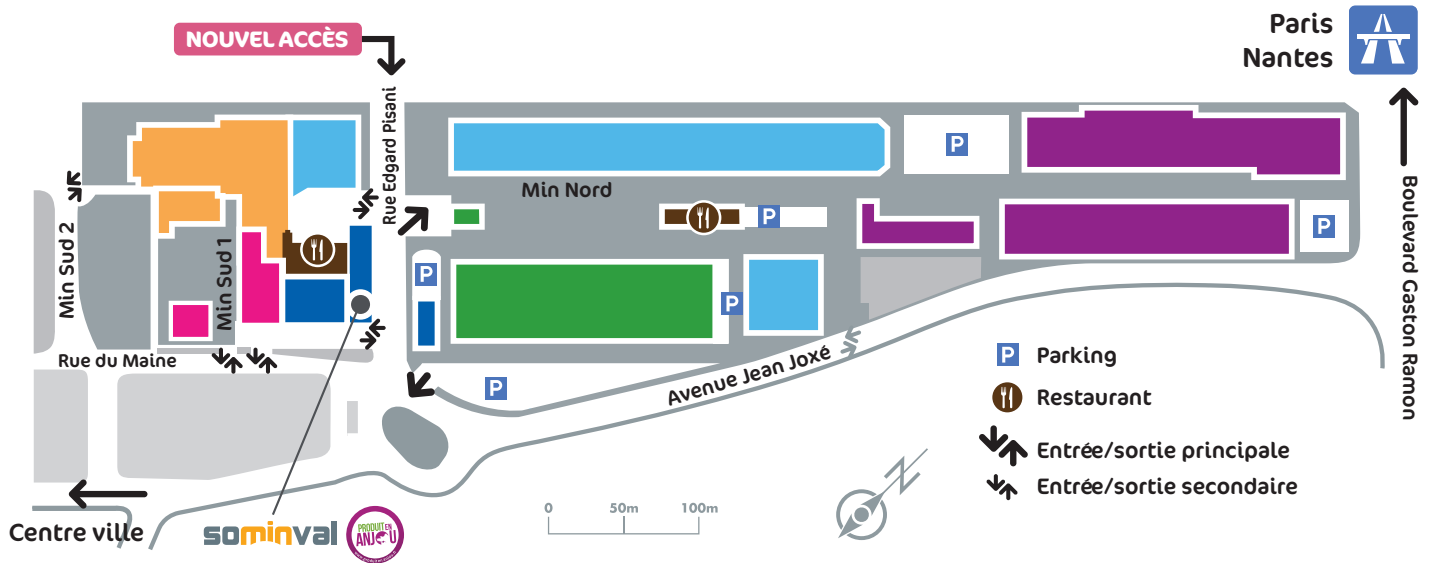 NOUVEL ACCÈS
Paris
Nantes
Rue Edgard Pisani
P
Min Nord
P
P
P
P
Min Sud 2
Min Sud 1
Boulevard Gaston Ramon
Rue du Maine
Avenue Jean Joxé
P
P Parking
Restaurant
Entrée/sortie principale
Entrée/sortie secondaire
N
0 50m 100m
Centre ville
sominval
PRODUIT EN
ANJOU